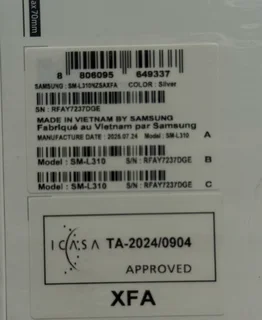 ax70mm
8 806095 649337
SAMSUNG : SM-L310NZSAXFA COLOR : Silver
S/N : RFAY7237DGE
MADE IN VIETNAM BY SAMSUNG
Fabriqué au Vietnam par Samsung
MANUFACTURE DATE : 2025.07.24 Model : SM-L310 A
Model : SM-L310 S/N : RFAY7237DGE B
Model : SM-L310 S/N : RFAY7237DGE C
ICASA TA-2024/0904
APPROVED
XFA